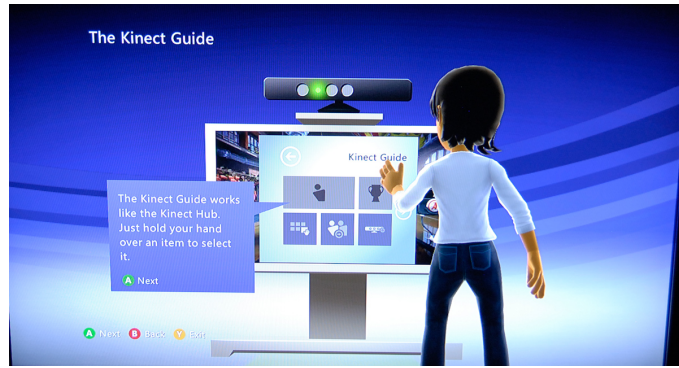 The Kinect Guide
Kinect Guide
The Kinect Guide works
like the Kinect Hub.
Just hold your hand
over an item to select
it.
A Next
A Next B Back Y Exit